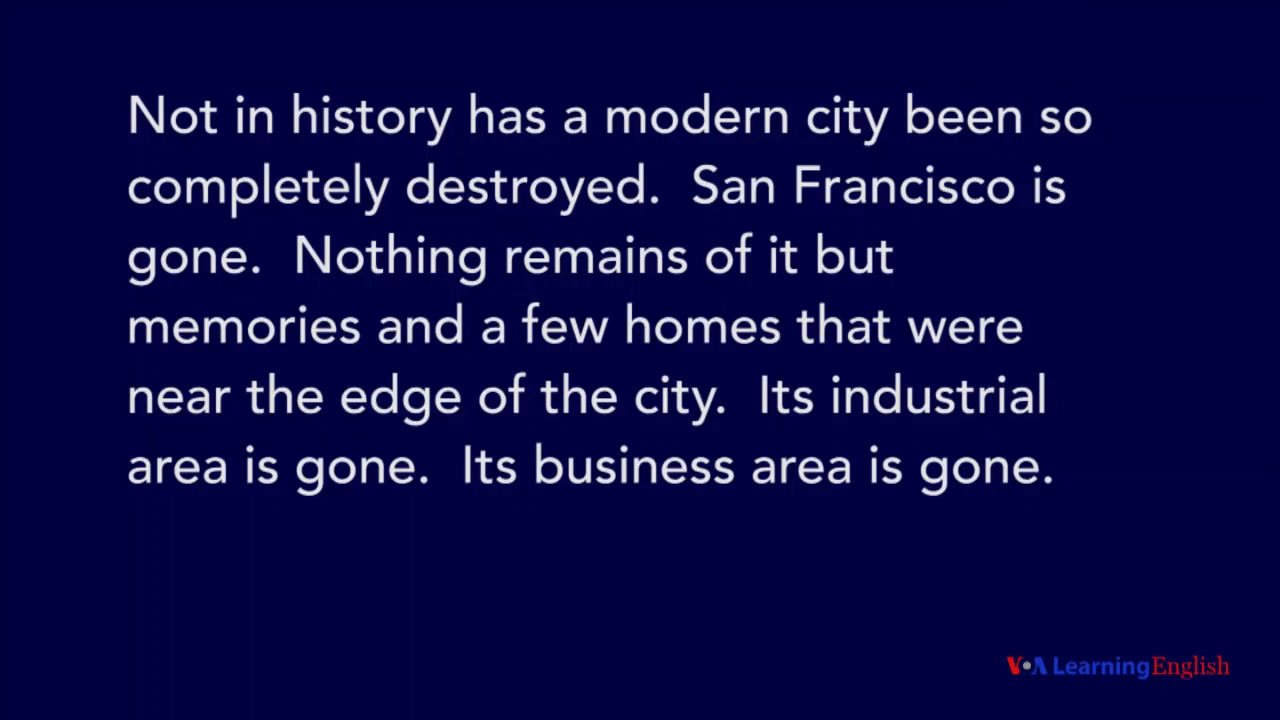 Not in history has a modern city been so
completely destroyed.  San Francisco is
gone.  Nothing remains of it but
memories and a few homes that were
near the edge of the city.  Its industrial
area is gone.  Its business area is gone.
VOA Learning English